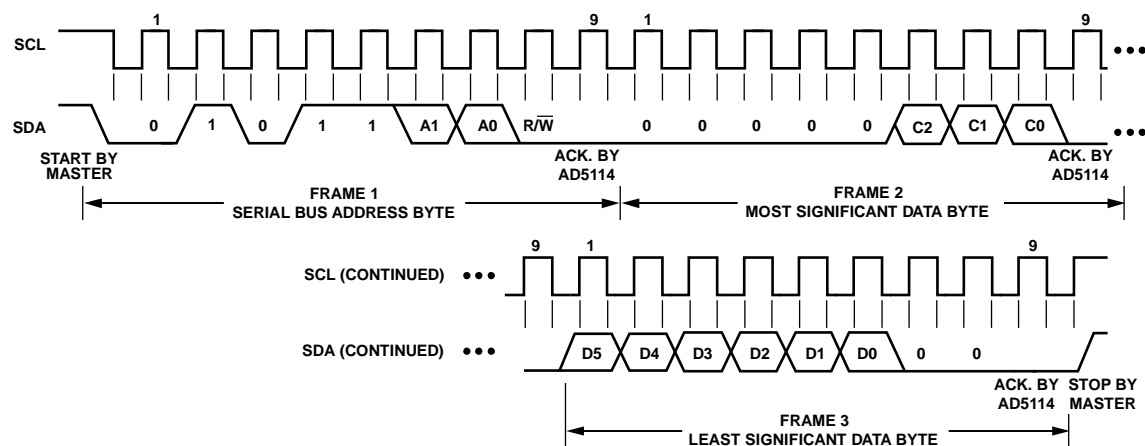 1 9 1 9
SCL
SDA 0 1 0 1 1 A1 A0 R/W̅ 0 0 0 0 0 C2 C1 C0
START BY
MASTER
ACK. BY
AD5114
ACK. BY
AD5114
FRAME 1
SERIAL BUS ADDRESS BYTE
FRAME 2
MOST SIGNIFICANT DATA BYTE
9 1 9
SCL (CONTINUED)
SDA (CONTINUED) D5 D4 D3 D2 D1 D0 0 0
ACK. BY
AD5114
STOP BY
MASTER
FRAME 3
LEAST SIGNIFICANT DATA BYTE